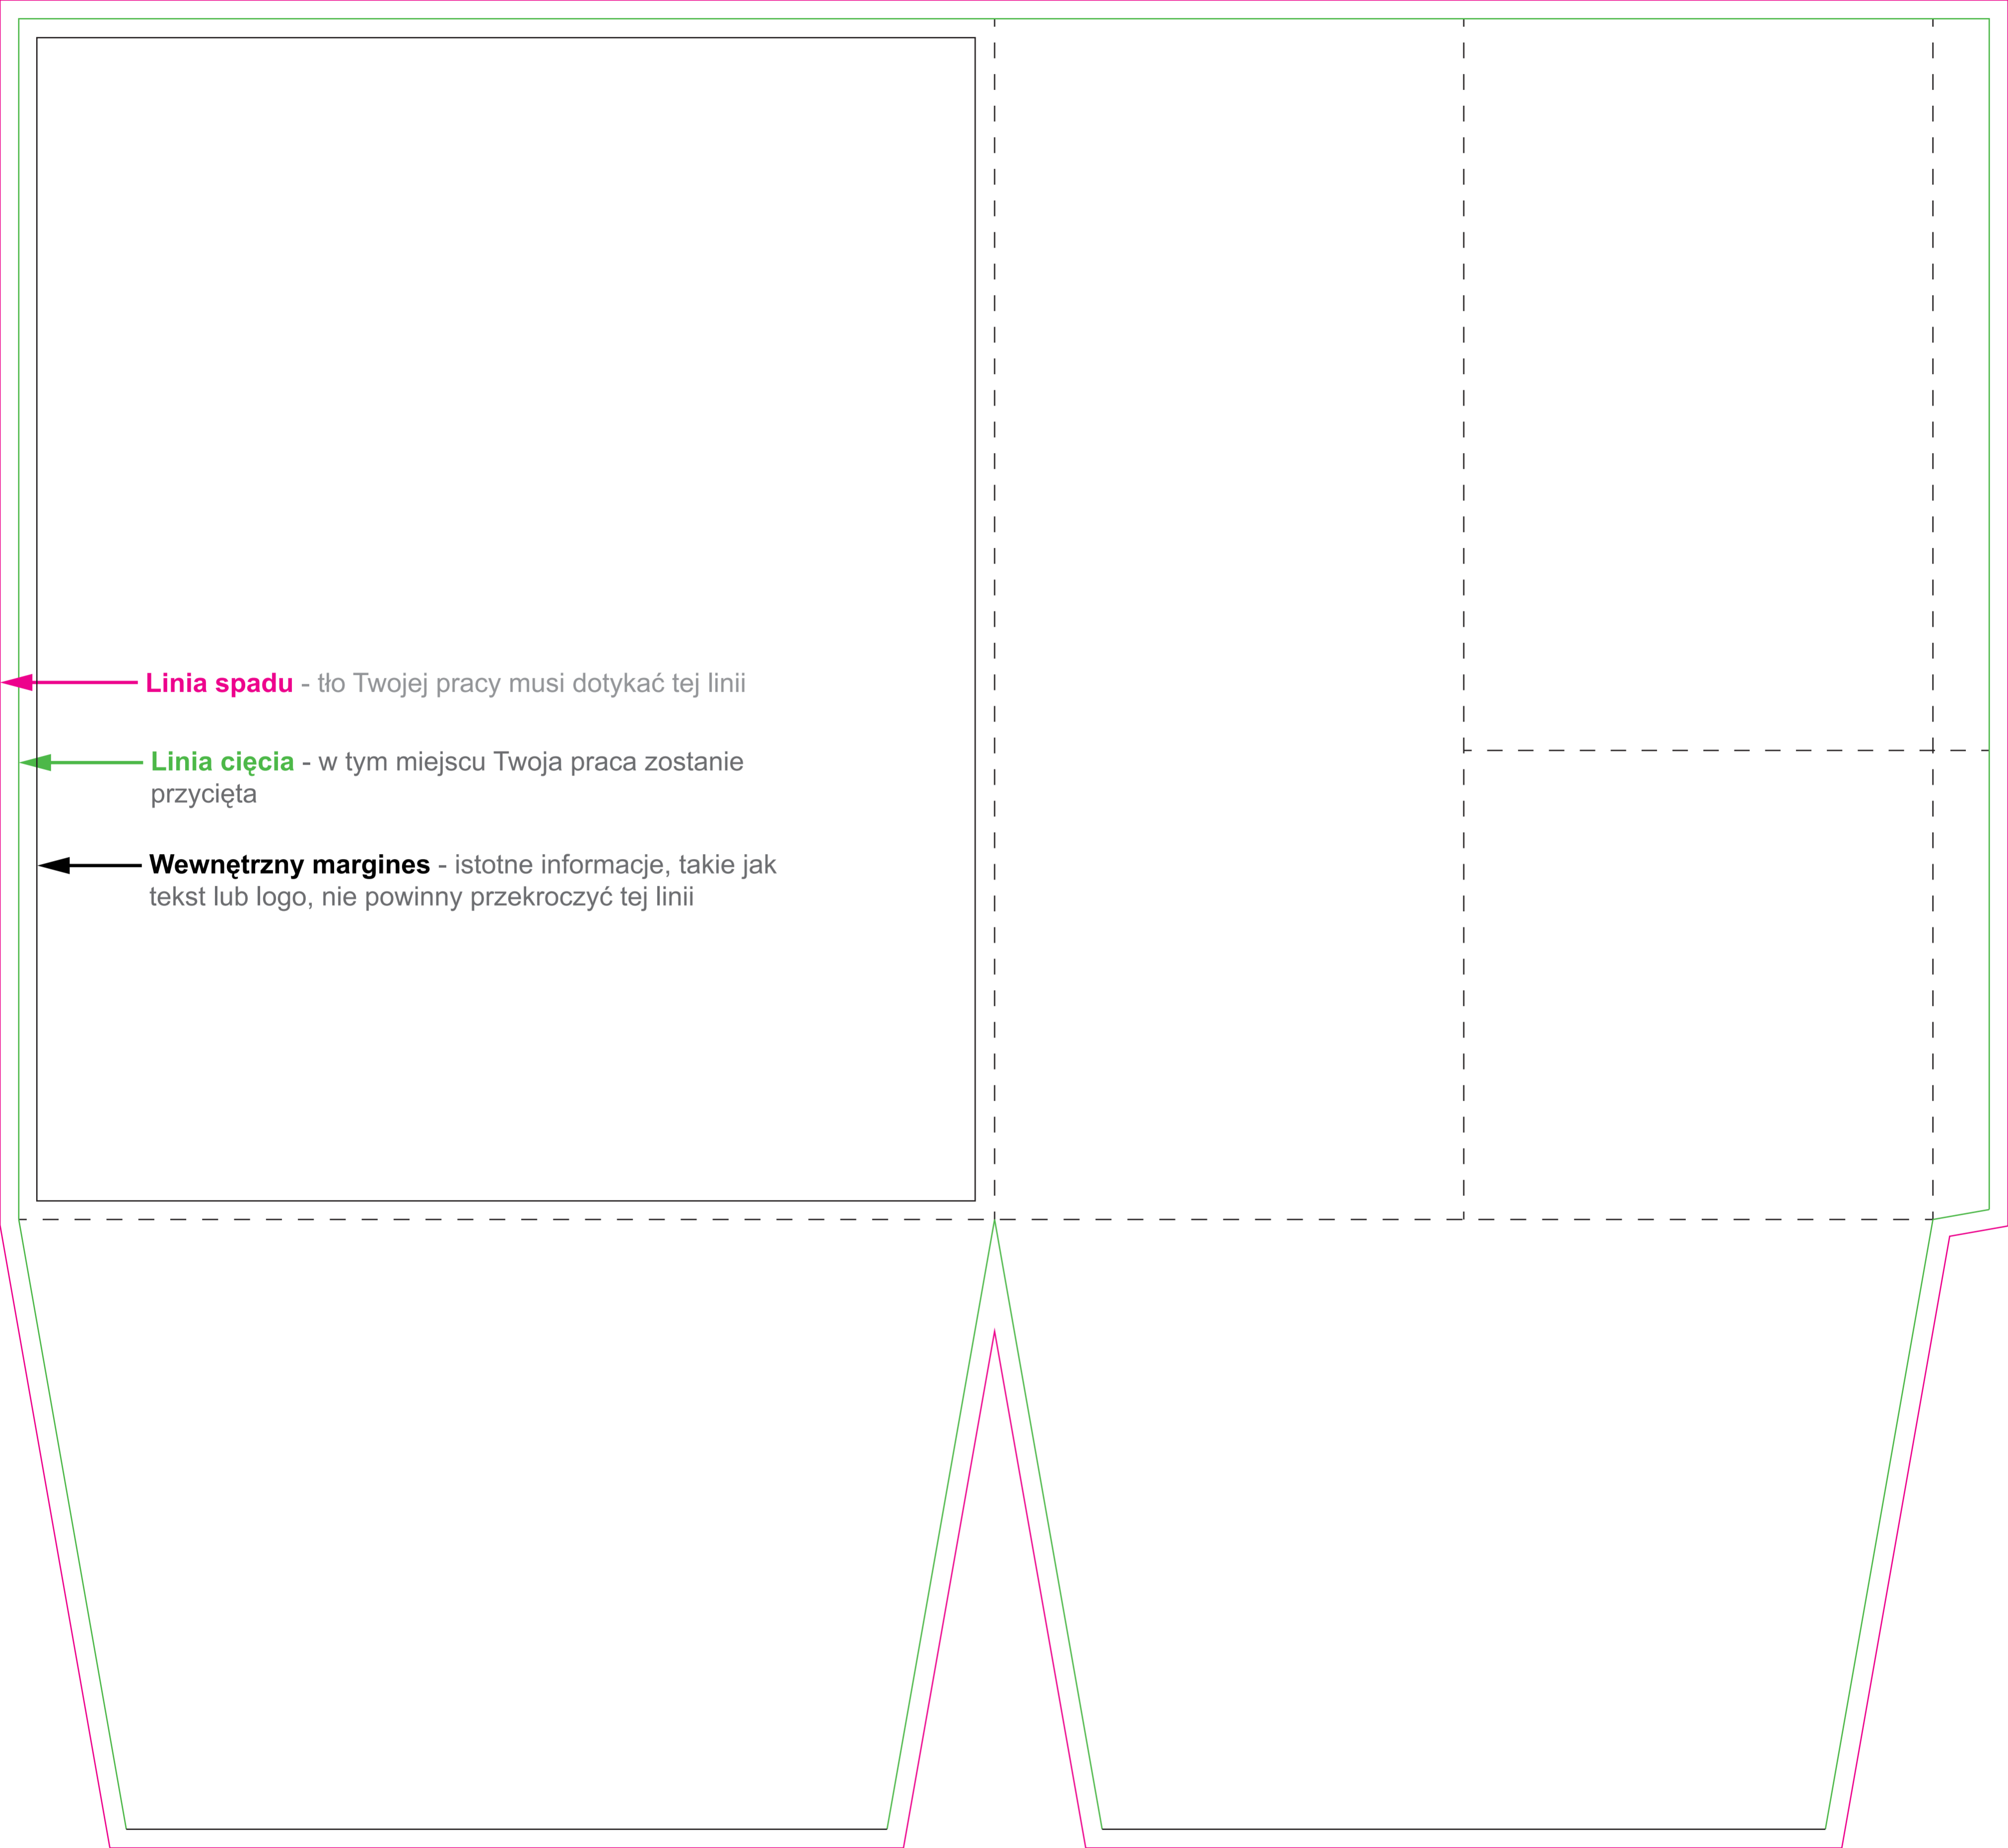 Linia spadu - tło Twojej pracy musi dotykać tej linii
Linia cięcia - w tym miejscu Twoja praca zostanie
przycięta
Wewnętrzny margines - istotne informacje, takie jak
tekst lub logo, nie powinny przekroczyć tej linii